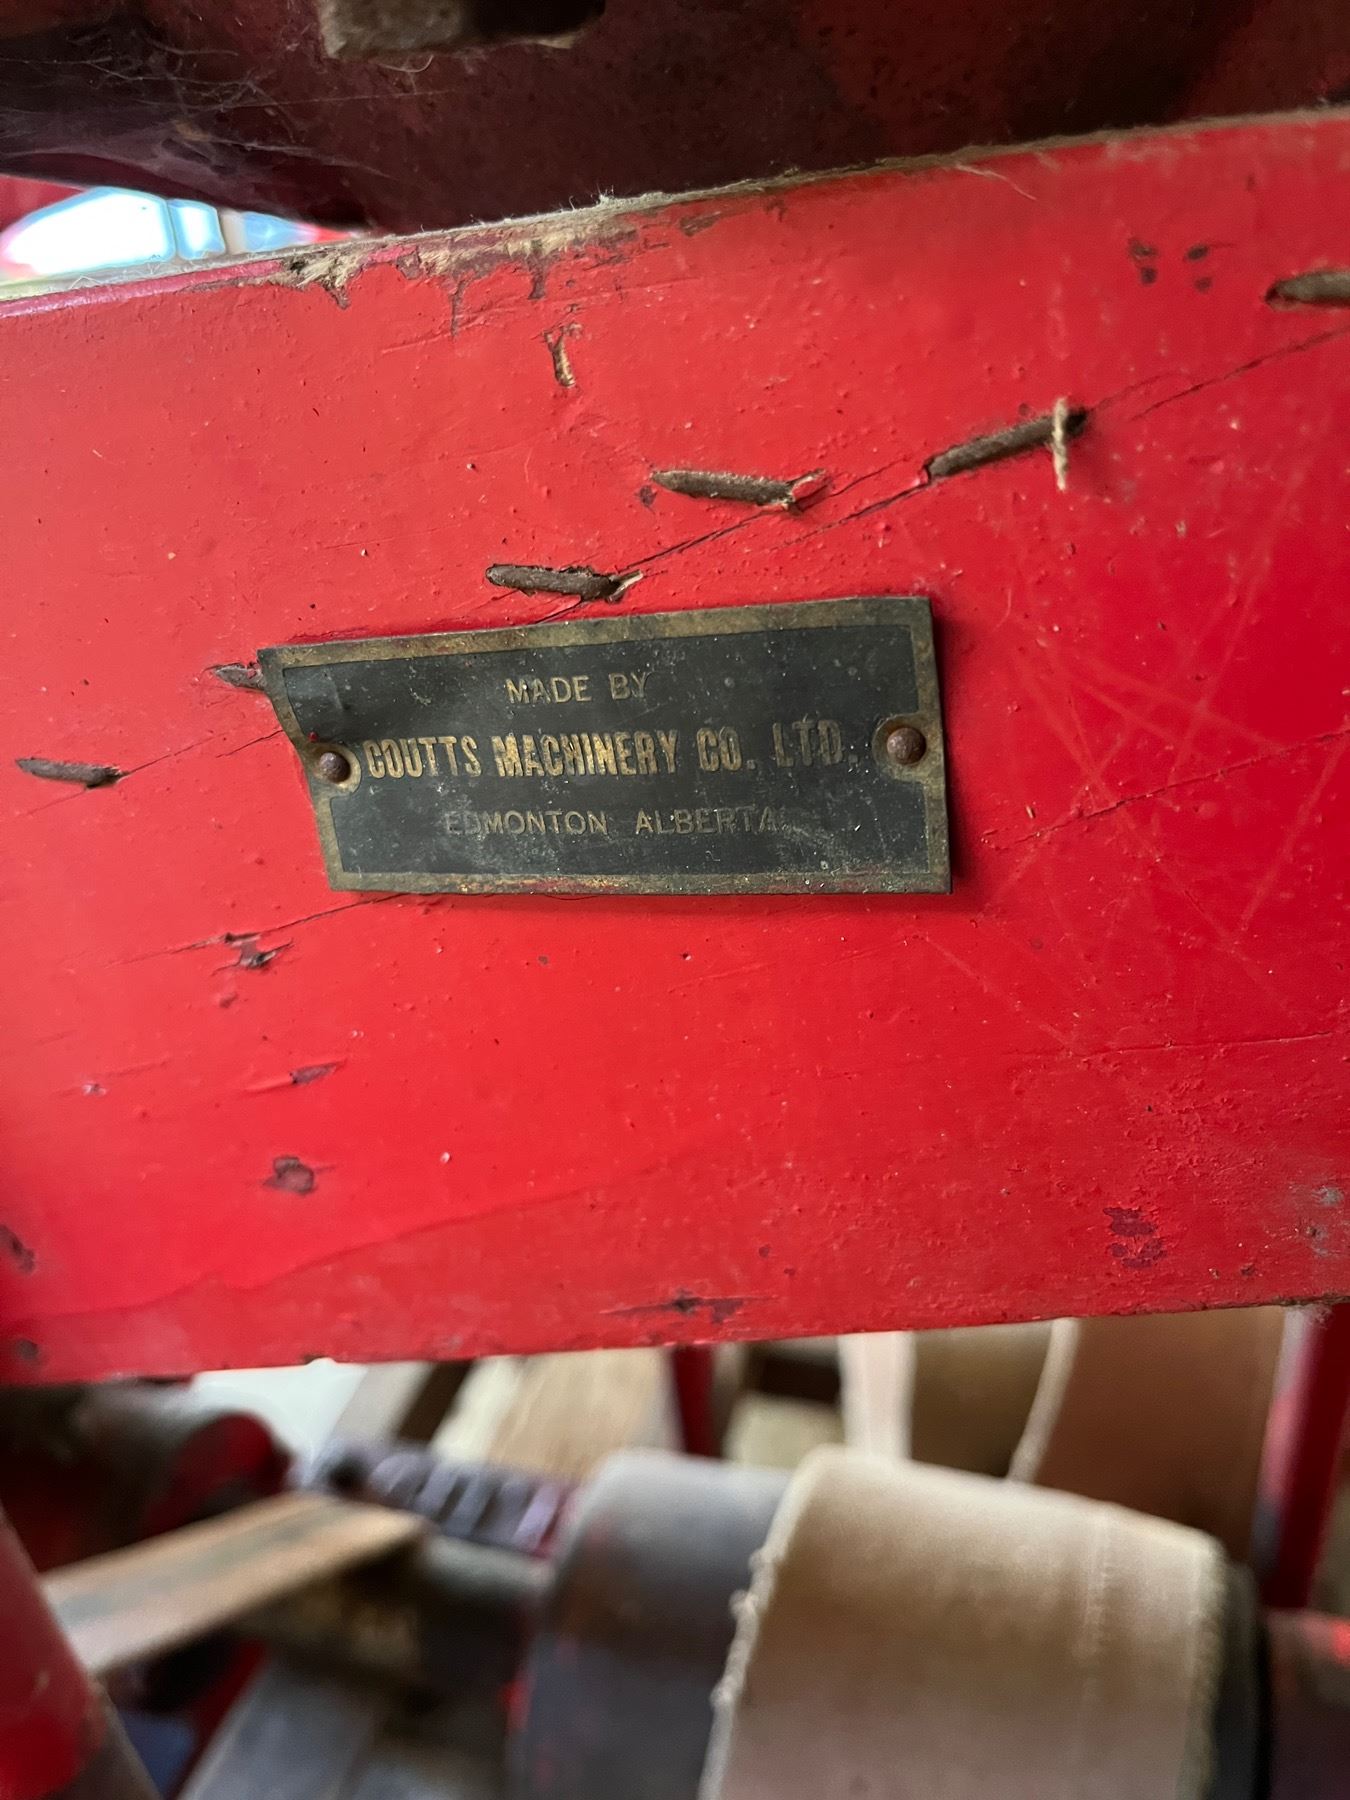 MADE BY
COUTTS MACHINERY CO. LTD.
EDMONTON ALBERTA